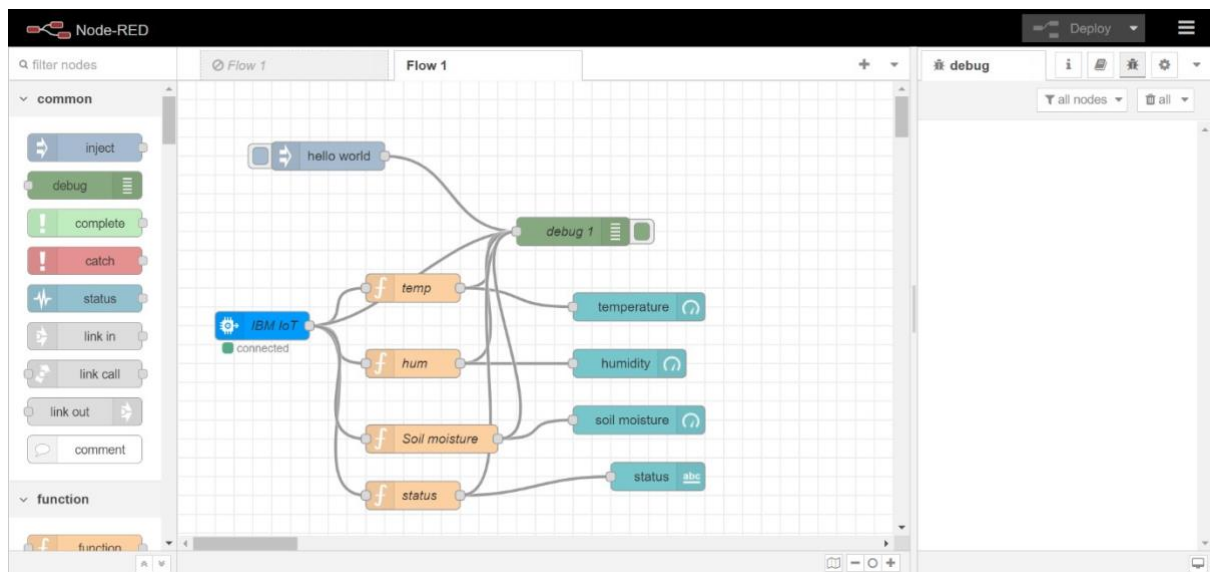 Node-RED
Deploy
filter nodes
Flow 1
Flow 1
debug
i
all nodes
all
common
inject
debug
complete
catch
status
link in
link call
link out
comment
function
function
hello world
debug 1
temp
temperature
IBM IoT
connected
hum
humidity
soil moisture
Soil moisture
status
abc
status